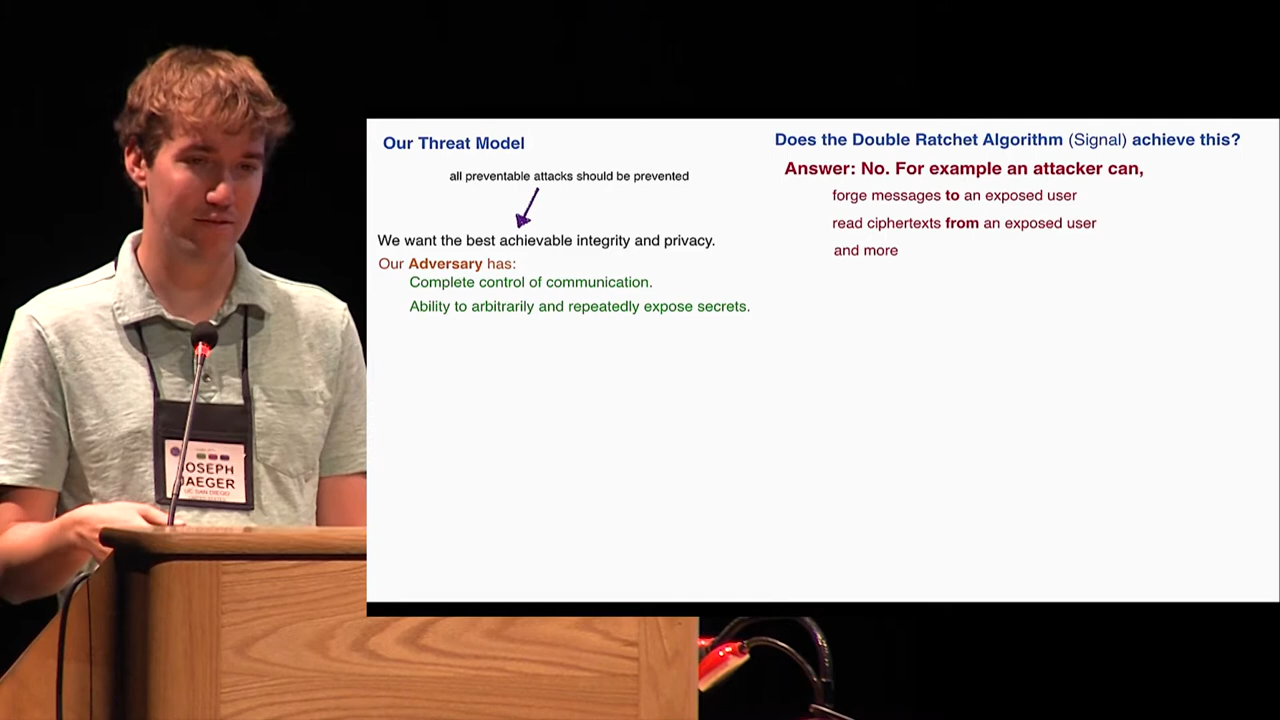 Our Threat Model
all preventable attacks should be prevented
We want the best achievable integrity and privacy.
Our Adversary has:
Complete control of communication.
Ability to arbitrarily and repeatedly expose secrets.
Does the Double Ratchet Algorithm (Signal) achieve this?
Answer: No. For example an attacker can,
forge messages to an exposed user
read ciphertexts from an exposed user
and more
JOSEPH
JAEGER
UC SAN DIEGO